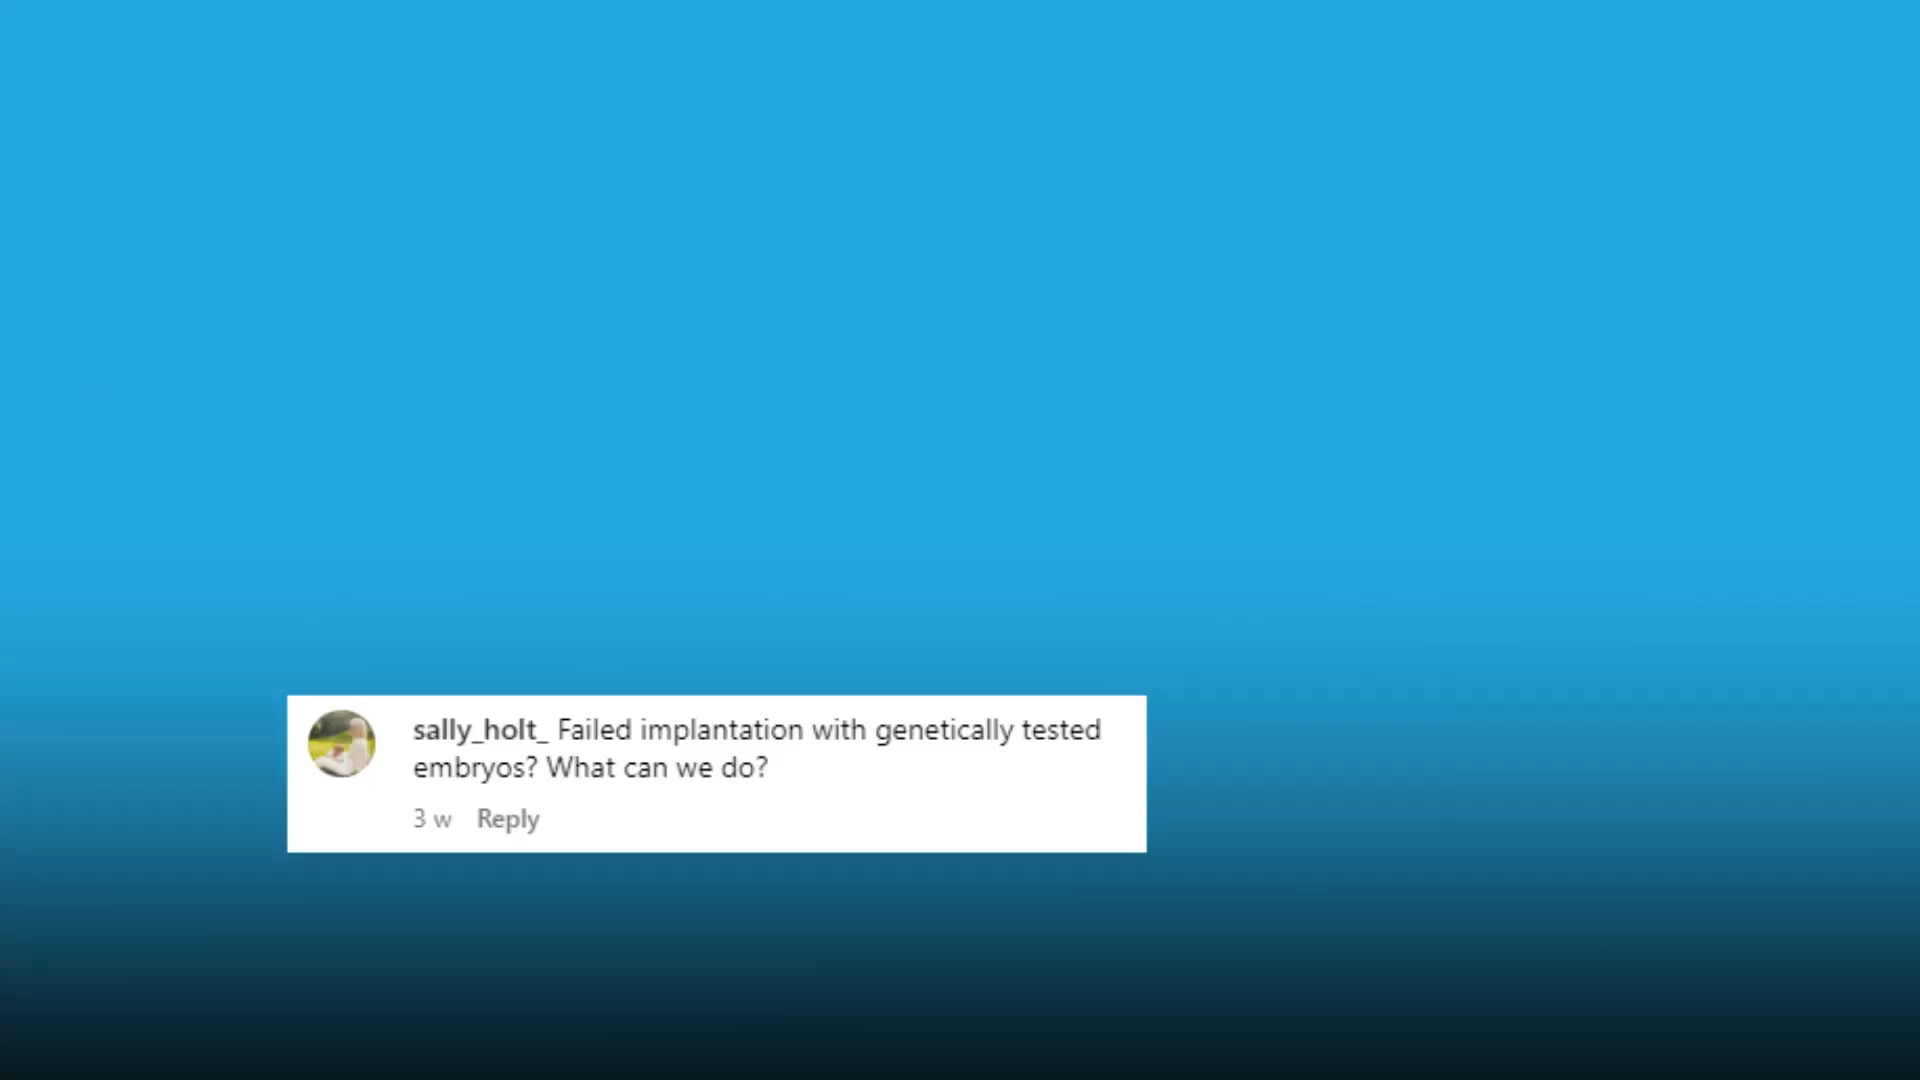 sally_holt_ Failed implantation with genetically tested
embryos? What can we do?
3 w Reply